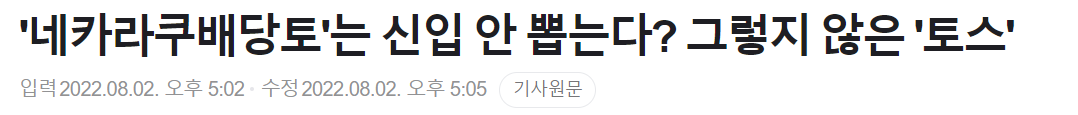 '네카라쿠배당토'는 신입 안 뽑는다? 그렇지 않은 '토스'
입력 2022.08.02. 오후 5:02 · 수정 2022.08.02. 오후 5:05 기사원문